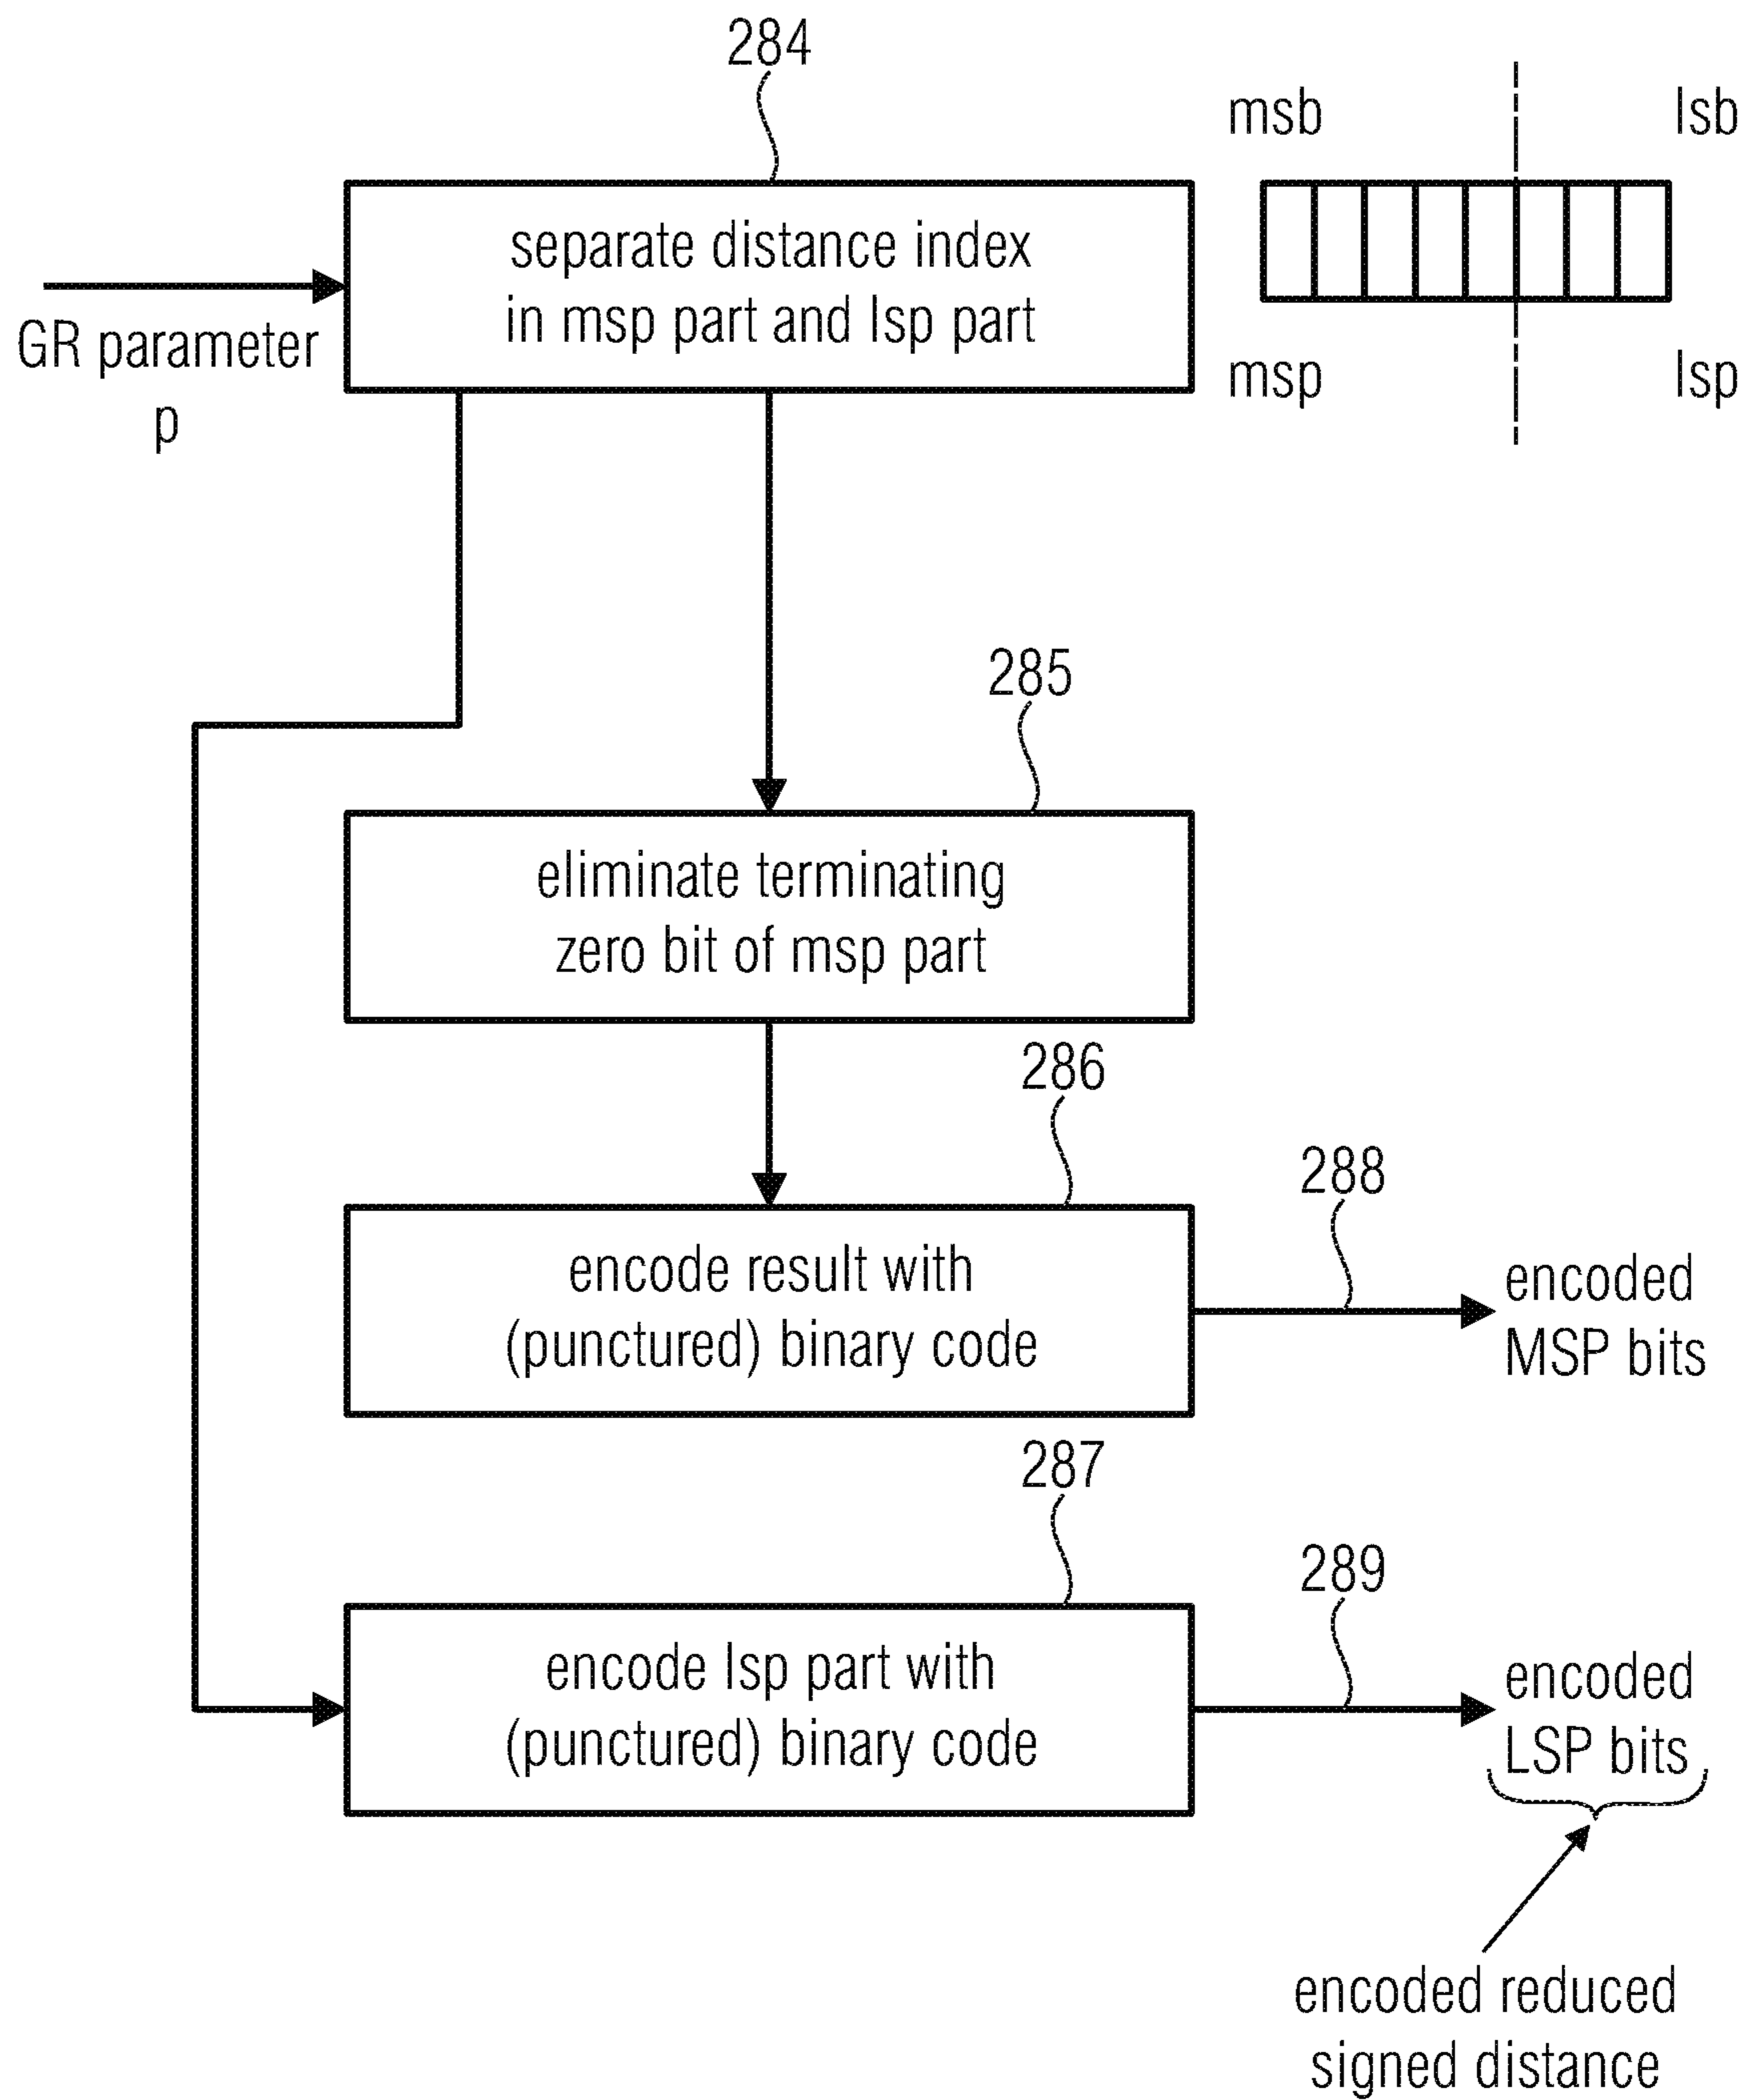 284
msb
lsb
separate distance index
in msp part and lsp part
GR parameter
p
msp
lsp
285
eliminate terminating
zero bit of msp part
286
encode result with
(punctured) binary code
288
encoded
MSP bits
287
encode lsp part with
(punctured) binary code
289
encoded
LSP bits
encoded reduced
signed distance